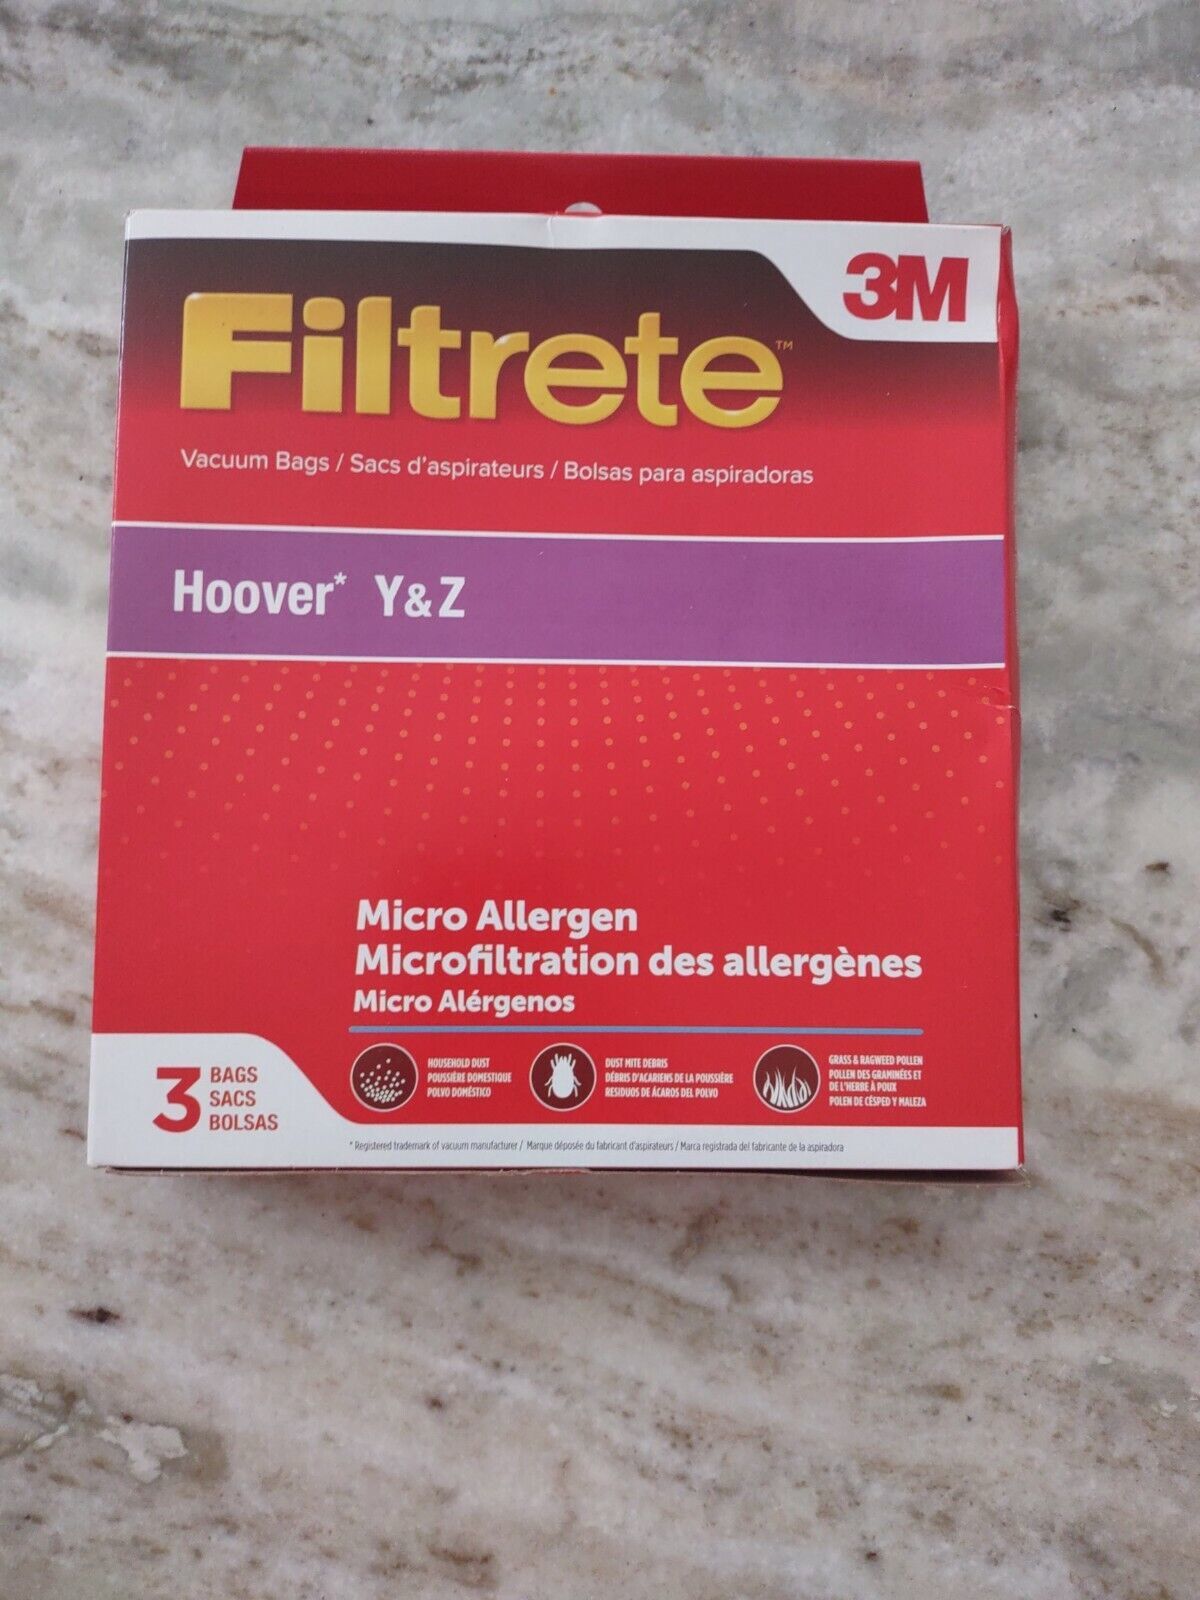 3M
Filtrete™
Vacuum Bags / Sacs d'aspirateurs / Bolsas para aspiradoras
Hoover* Y & Z
Micro Allergen
Microfiltration des allergènes
Micro Alérgenos
HOUSEHOLD DUST
POUSSIÈRE DOMESTIQUE
POLVO DOMÉSTICO
DUST MITE DEBRIS
DÉBRIS D'ACARIENS DE LA POUSSIÈRE
RESIDUOS DE ÁCAROS DEL POLVO
GRASS & RAGWEED POLLEN
POLLEN DES GRAMINÉES ET
DE L'HERBE À POUX
POLEN DE CÉSPED Y MALEZA
3 BAGS
SACS
BOLSAS
* Registered trademark of vacuum manufacturer / Marque déposée du fabricant d'aspirateurs / Marca registrada del fabricante de la aspiradora